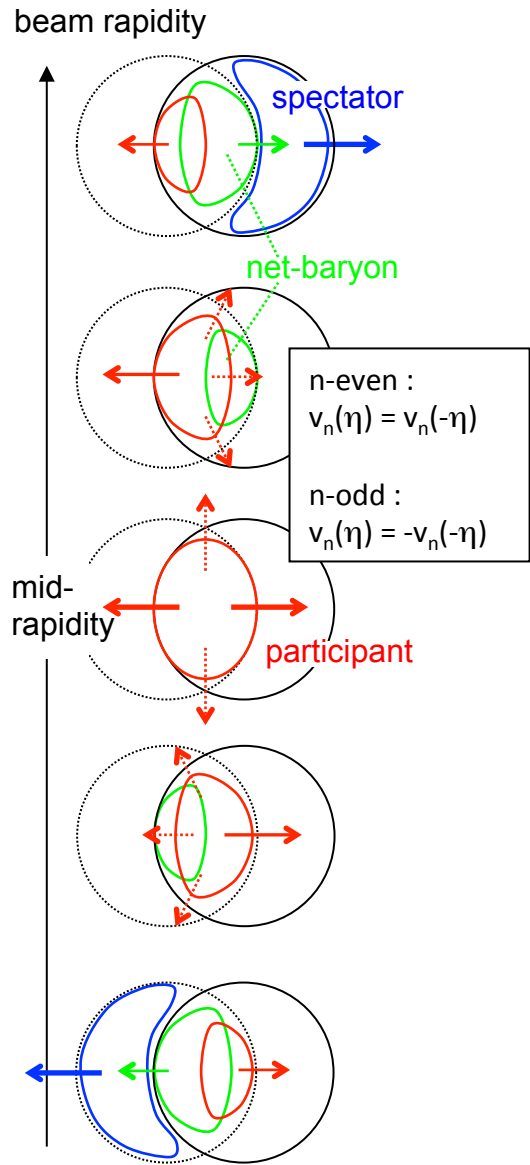 beam rapidity
spectator
net-baryon
n-even :
vₙ(η) = vₙ(-η)
n-odd :
vₙ(η) = -vₙ(-η)
mid-
rapidity
participant